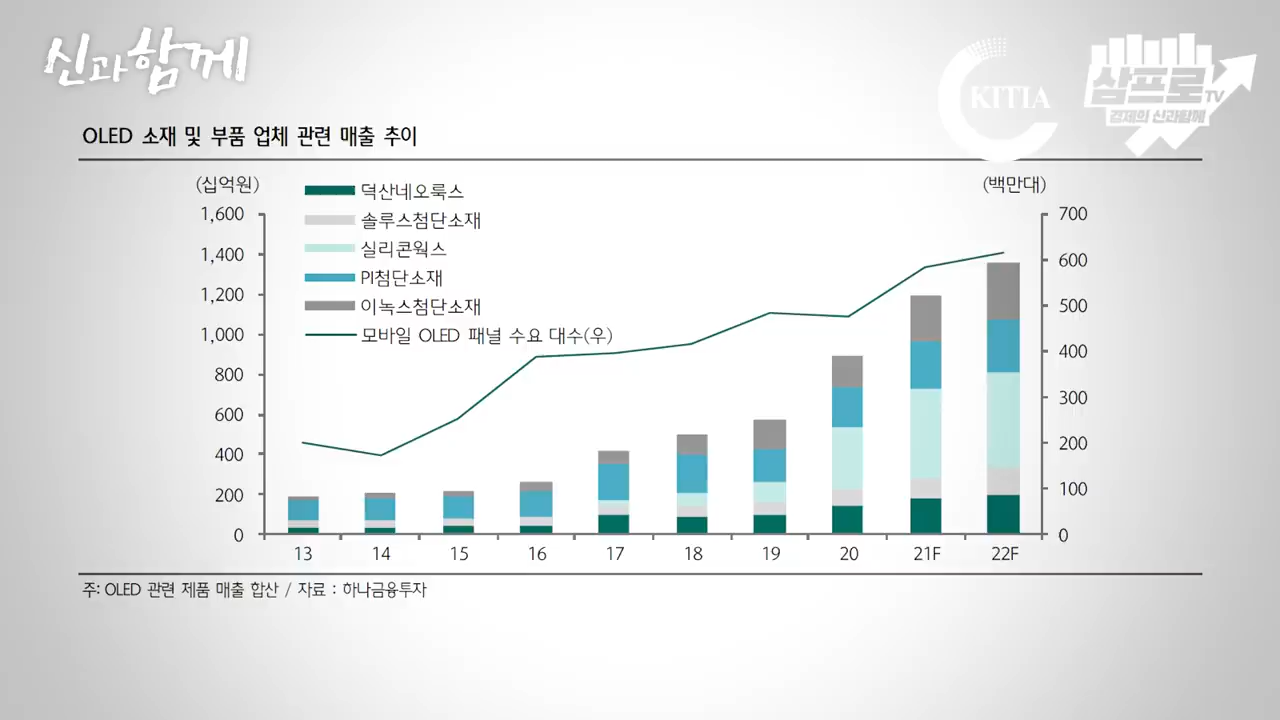 신과함께
KITIA
삼프로TV
경제의 신과함께
OLED 소재 및 부품 업체 관련 매출 추이
(십억원)
(백만대)
덕산네오룩스
솔루스첨단소재
실리콘웍스
PI첨단소재
이녹스첨단소재
모바일 OLED 패널 수요 대수(우)
1,600
1,400
1,200
1,000
800
600
400
200
0
700
600
500
400
300
200
100
0
13 14 15 16 17 18 19 20 21F 22F
주: OLED 관련 제품 매출 합산 / 자료 : 하나금융투자